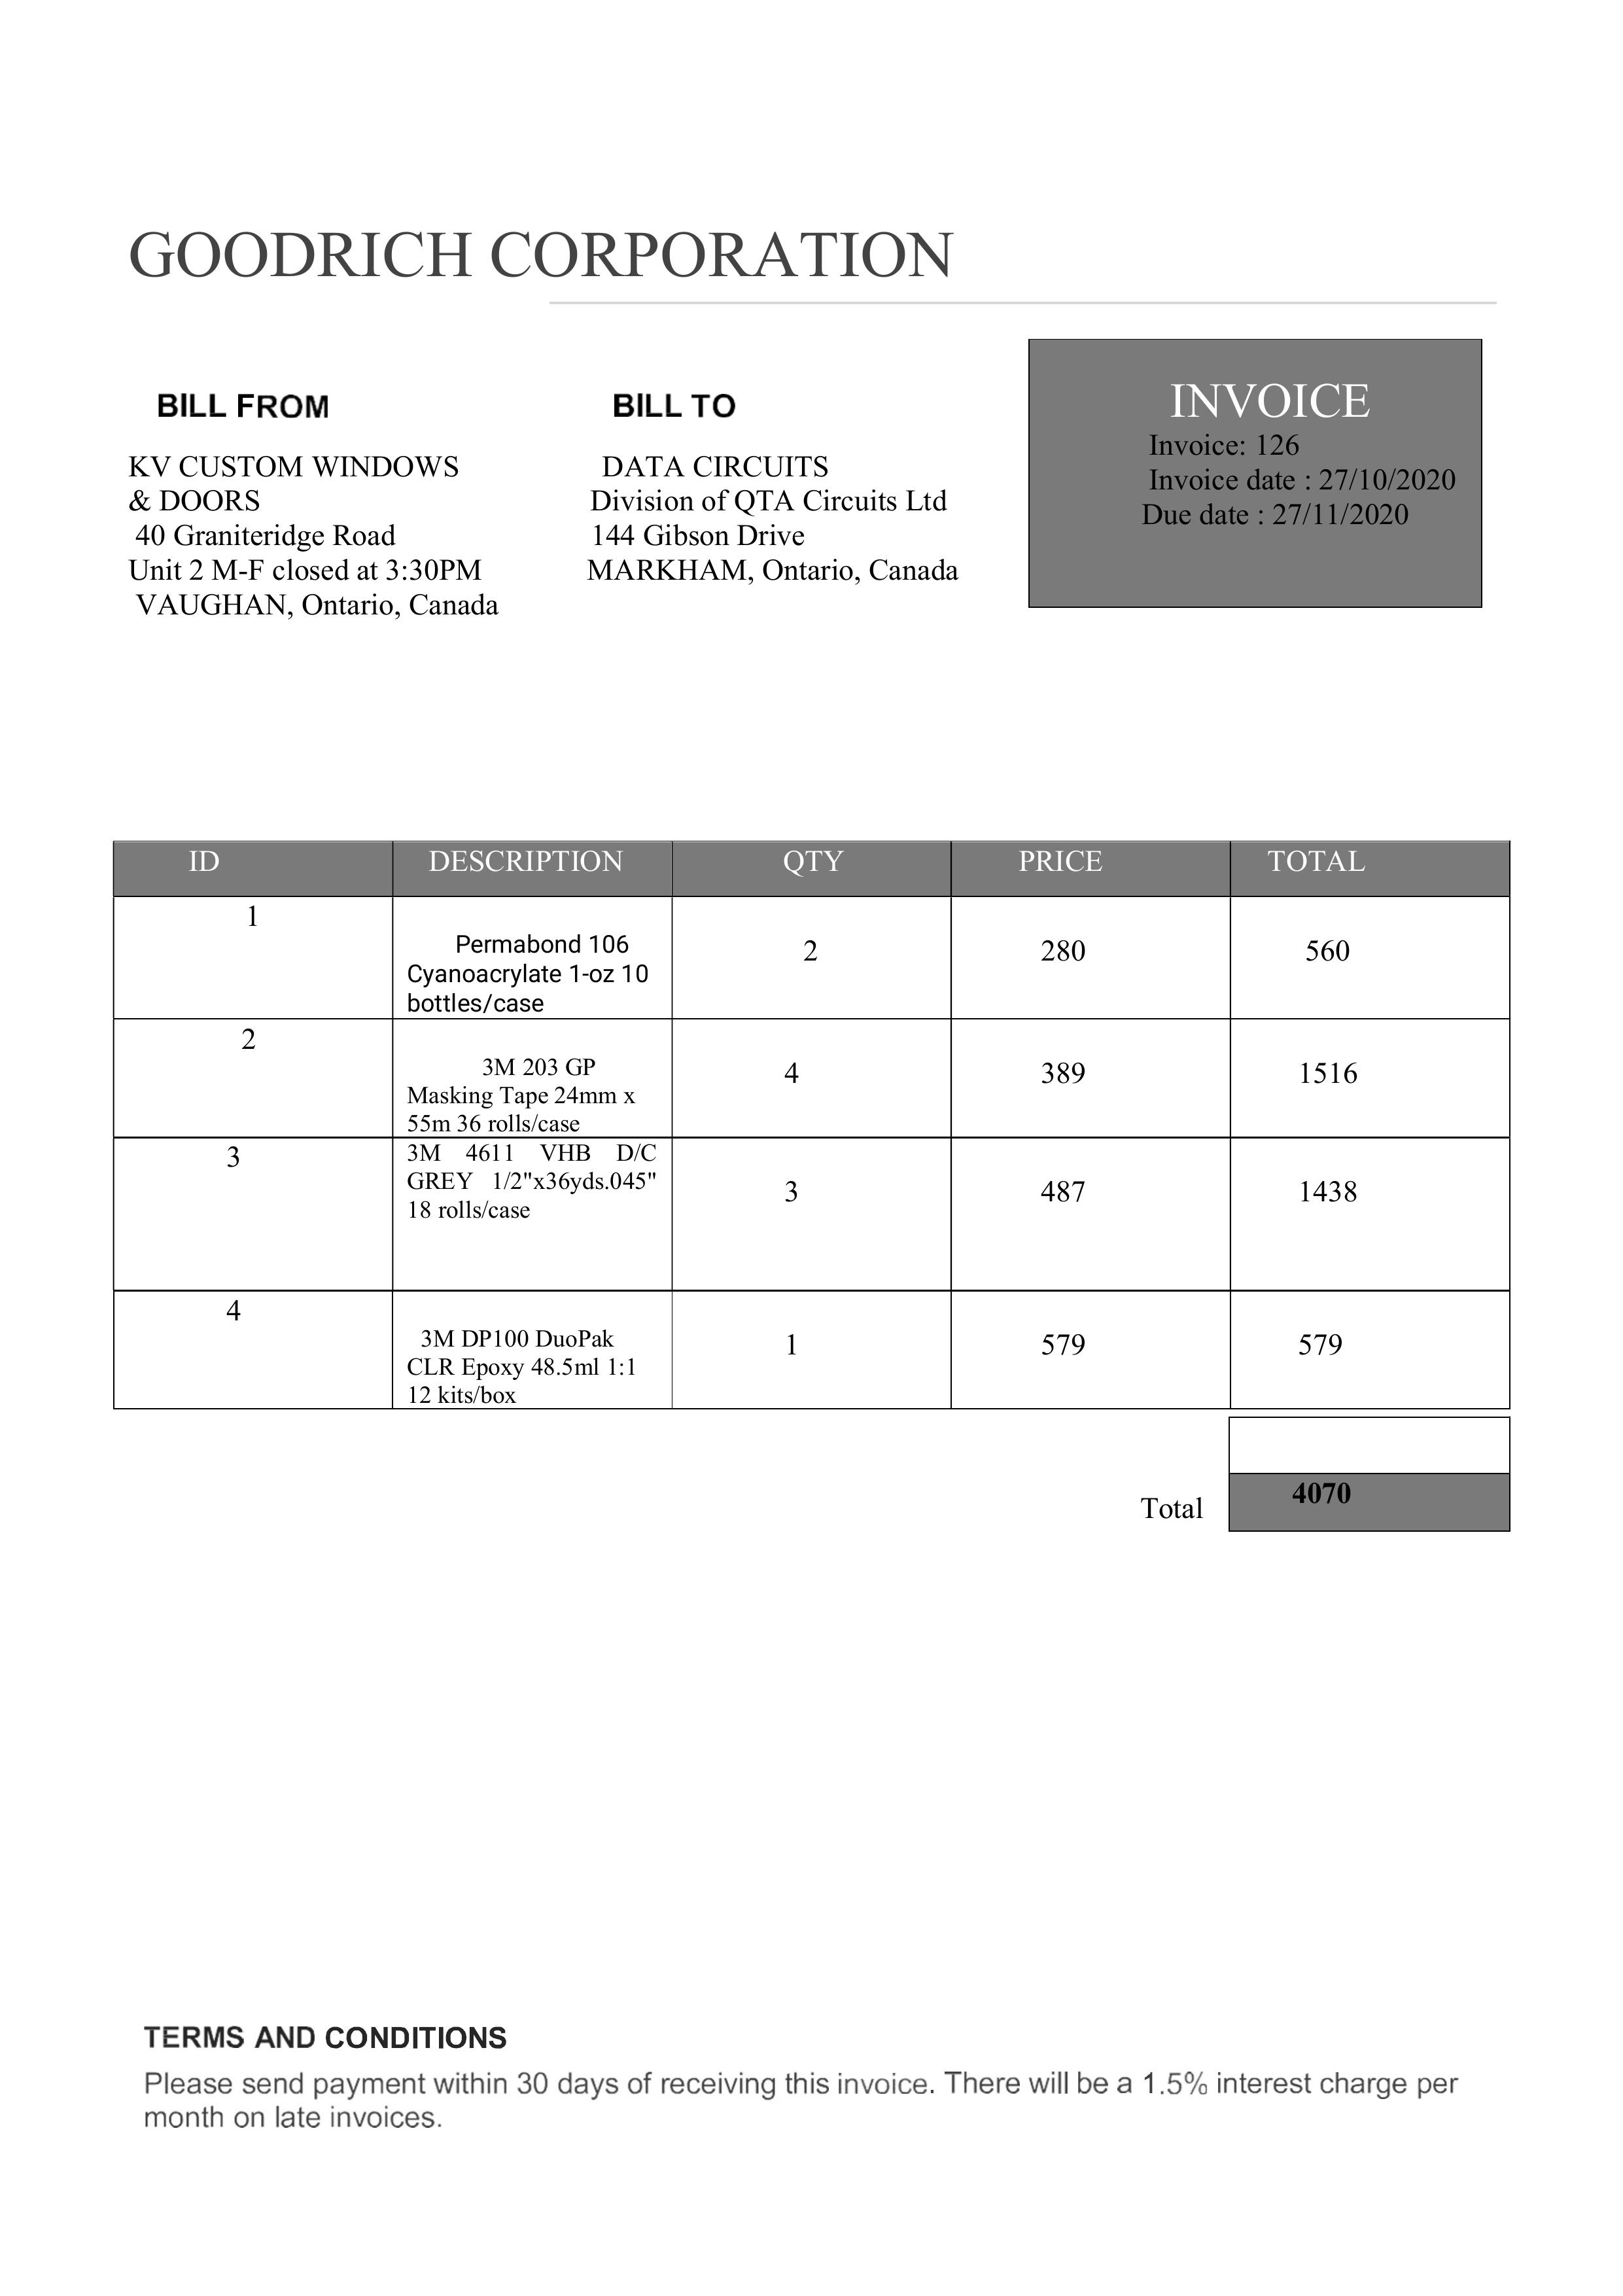 GOODRICH CORPORATION
BILL FROM
KV CUSTOM WINDOWS
& DOORS
40 Graniteridge Road
Unit 2 M-F closed at 3:30PM
VAUGHAN, Ontario, Canada
BILL TO
DATA CIRCUITS
Division of QTA Circuits Ltd
144 Gibson Drive
MARKHAM, Ontario, Canada
INVOICE
Invoice: 126
Invoice date : 27/10/2020
Due date : 27/11/2020
ID DESCRIPTION QTY PRICE TOTAL
1
Permabond 106
Cyanoacrylate 1-oz 10
bottles/case
2 280 560
2
3M 203 GP
Masking Tape 24mm x
55m 36 rolls/case
4 389 1516
3
3M 4611 VHB D/C
GREY 1/2"x36yds.045"
18 rolls/case
3 487 1438
4
3M DP100 DuoPak
CLR Epoxy 48.5ml 1:1
12 kits/box
1 579 579
Total 4070
TERMS AND CONDITIONS
Please send payment within 30 days of receiving this invoice. There will be a 1.5% interest charge per
month on late invoices.